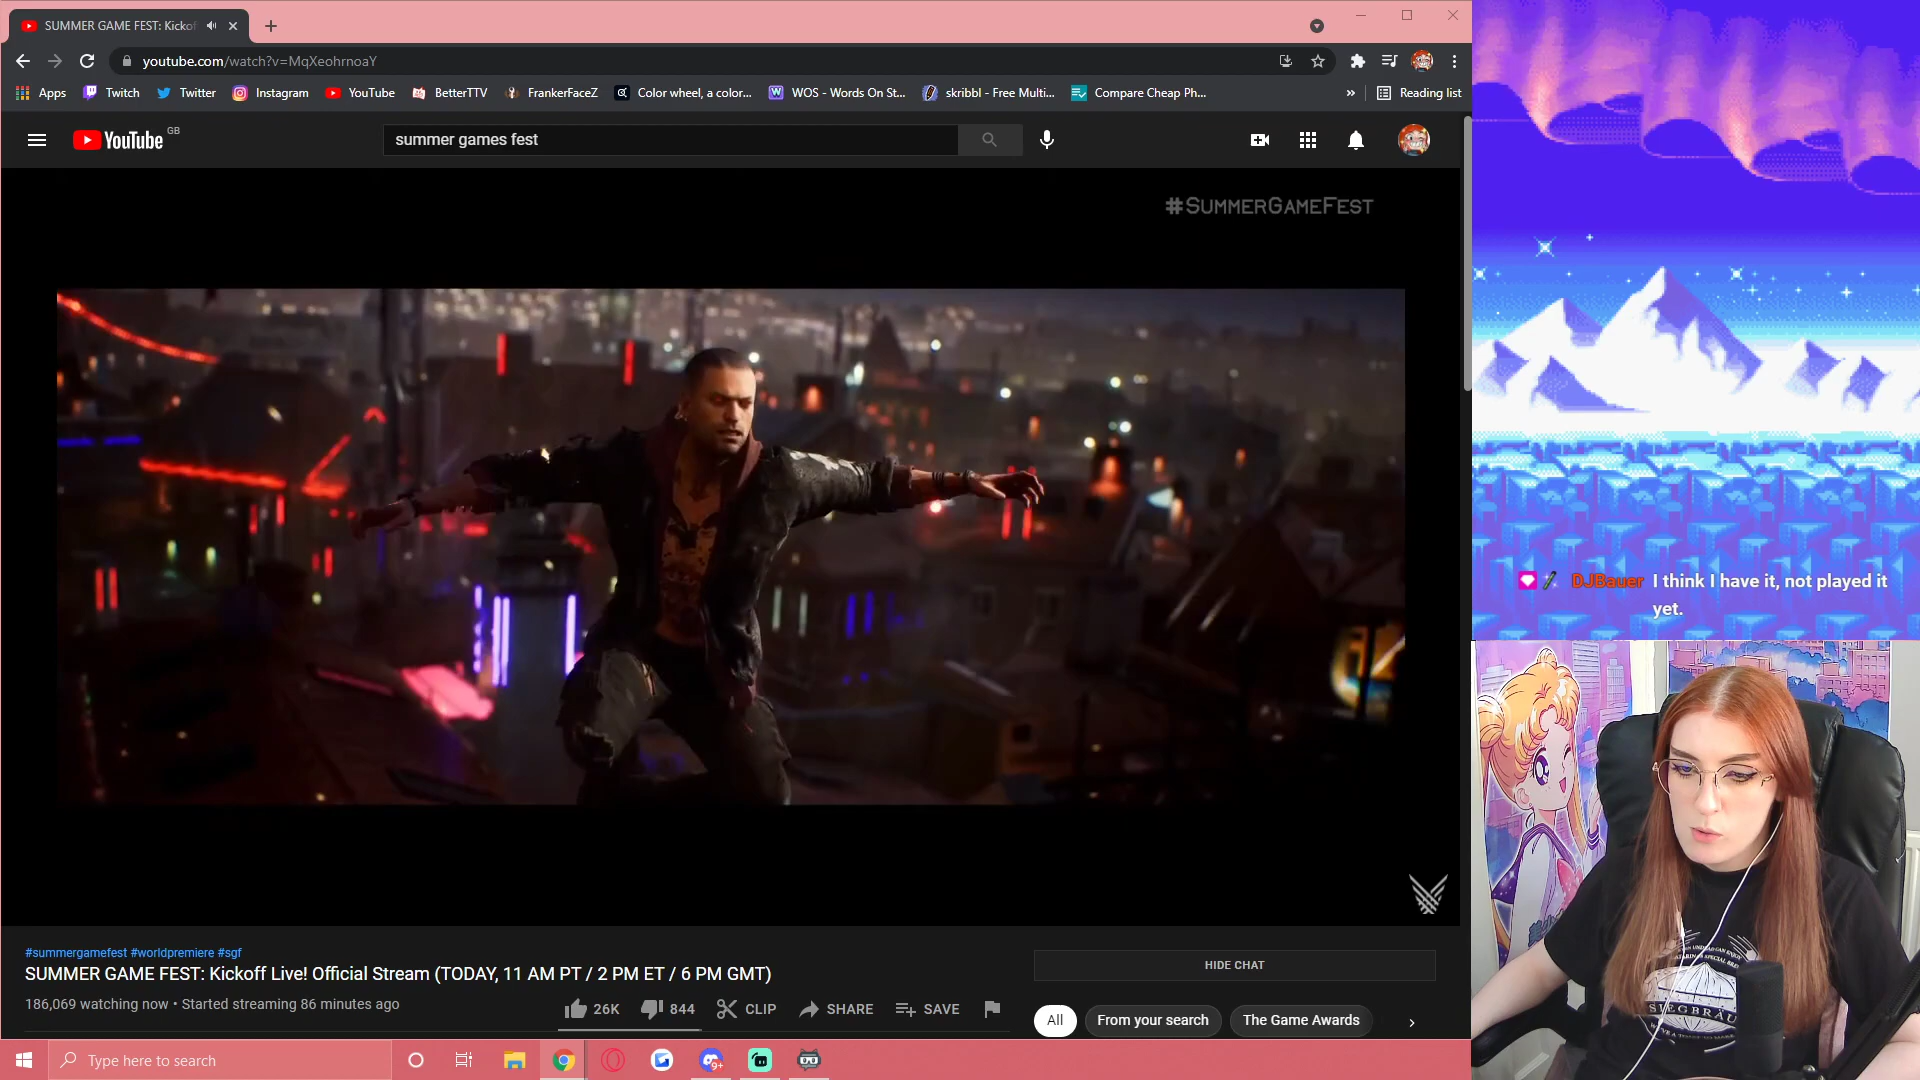 SUMMER GAME FEST: Kicko
youtube.com/watch?v=MqXeohrnoaY
Apps
Twitch
Twitter
Instagram
YouTube
BetterTTV
FrankerFaceZ
Color wheel, a color...
WOS - Words On St...
skribbl - Free Multi...
Compare Cheap Ph...
»
Reading list
YouTube GB
summer games fest
#SUMMERGAMEFEST
DJBauer I think I have it, not played it
yet.
#summergamefest #worldpremiere #sgf
SUMMER GAME FEST: Kickoff Live! Official Stream (TODAY, 11 AM PT / 2 PM ET / 6 PM GMT)
186,069 watching now • Started streaming 86 minutes ago
26K
844
CLIP
SHARE
SAVE
HIDE CHAT
All
From your search
The Game Awards
SIEGBRÄU
Type here to search
9+